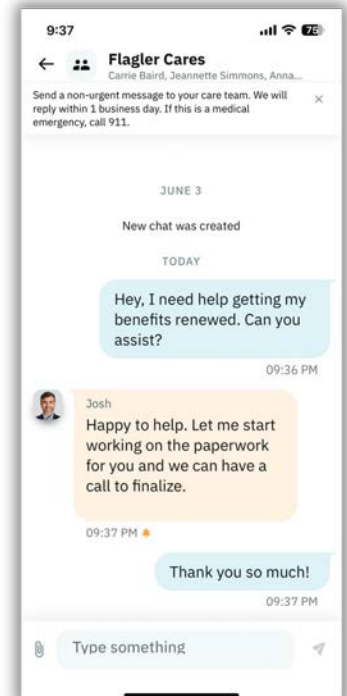 9:37
75
Flagler Cares
Carrie Baird, Jeannette Simmons, Anna...
Send a non-urgent message to your care team. We will
reply within 1 business day. If this is a medical
emergency, call 911.
JUNE 3
New chat was created
TODAY
Hey, I need help getting my
benefits renewed. Can you
assist?
09:36 PM
Josh
Happy to help. Let me start
working on the paperwork
for you and we can have a
call to finalize.
09:37 PM
Thank you so much!
09:37 PM
Type something